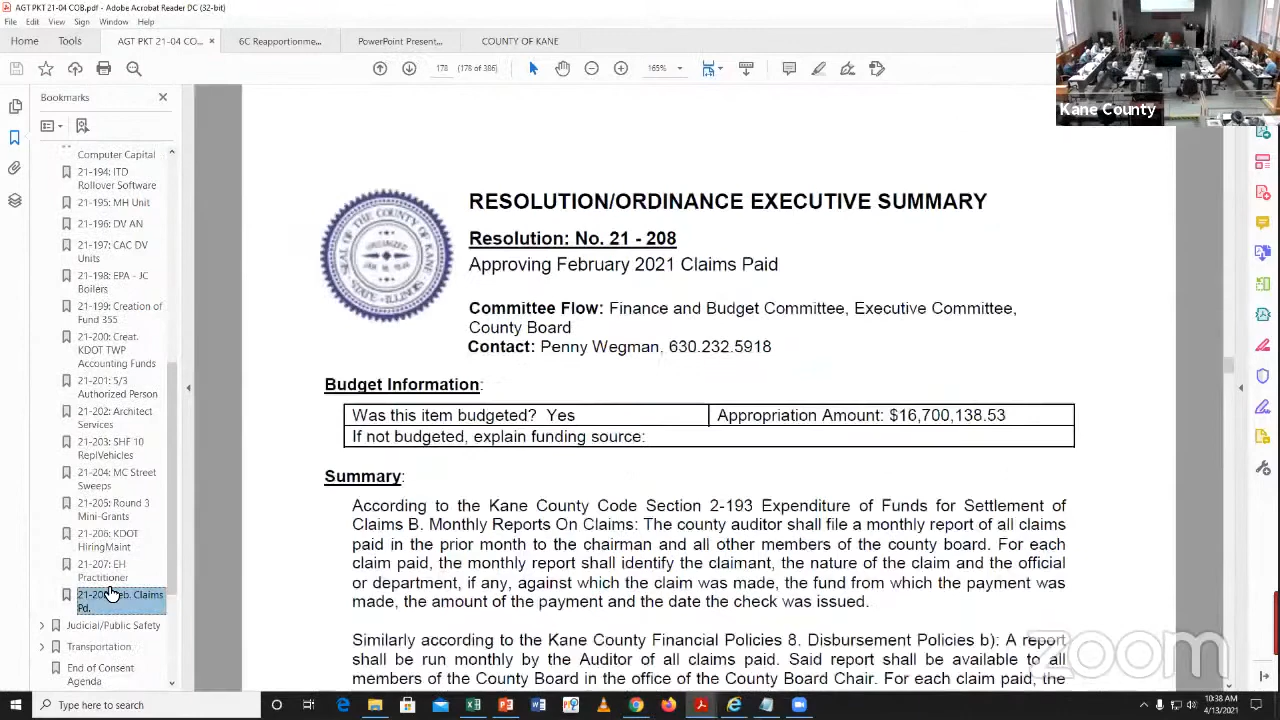 AGT PKT 21-04 COB.pdf - Adobe Acrobat Reader DC (32-bit)
File Edit View Sign Window Help
Home Tools AGT PKT 21-04 CO... × 6C Reapportionme... PowerPoint Present... COUNTY OF KANE
178 (178 of 386) 165%
Kane County
Bookmarks
Computer Capital
21-194: ITD
Rollover Software
21-195: MH Unit
21-196: DV AN
21-197: CAC DV
Units
21-198: EPA - JC
Boilers
21-199: Creation of
Fund 355
21-200: Creat.
KDOT TWP
Accounting Funds
21-201: 5/3
Authorized Person
21-202: Architect
Services
21-203: SHF 10
ReplVehicles
21-204: MC Street
Sweeps
21-205: Round 3
Mini-Grants
21-206: KDOT
HiringMaint
21-207: EH
Practitioner
Claims
Pd.
Judicial/Public Safety
Transportation
End of Consent
Agenda
RESOLUTION/ORDINANCE EXECUTIVE SUMMARY
Resolution: No. 21 - 208
Approving February 2021 Claims Paid
Committee Flow: Finance and Budget Committee, Executive Committee,
County Board
Contact: Penny Wegman, 630.232.5918
Budget Information:
Was this item budgeted? Yes Appropriation Amount: $16,700,138.53
If not budgeted, explain funding source:
Summary:
According to the Kane County Code Section 2-193 Expenditure of Funds for Settlement of
Claims B. Monthly Reports On Claims: The county auditor shall file a monthly report of all claims
paid in the prior month to the chairman and all other members of the county board. For each
claim paid, the monthly report shall identify the claimant, the nature of the claim and the official
or department, if any, against which the claim was made, the fund from which the payment was
made, the amount of the payment and the date the check was issued.
Similarly according to the Kane County Financial Policies 8. Disbursement Policies b): A report
shall be run monthly by the Auditor of all claims paid. Said report shall be available to all
members of the County Board in the office of the County Board Chair. For each claim paid, the
zoom
Type here to search
10:38 AM
4/13/2021